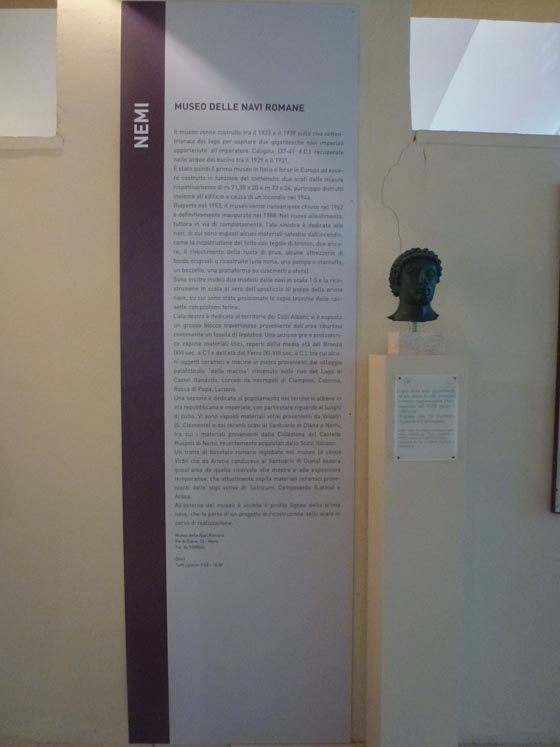 NEMI
MUSEO DELLE NAVI ROMANE
Il museo venne costruito tra il 1933 e il 1939 sulla riva setten-
trionale del lago per ospitare due gigantesche navi imperiali
appartenute all'imperatore Caligola (37-41 d.C.) recuperate
nelle acque del bacino tra il 1929 e il 1931.
È stato quindi il primo museo in Italia e forse in Europa ad esse-
re costruito in funzione del contenuto: due scafi dalle misure
rispettivamente di m 71,30 x 20 e m 73 x 24, purtroppo distrutti
insieme all'edificio a causa di un incendio nel 1944.
Riaperto nel 1953, il museo venne nuovamente chiuso nel 1962
e definitivamente inaugurato nel 1988. Nel nuovo allestimento,
tuttora in via di completamento, l'ala sinistra è dedicata alle
navi, di cui sono esposti alcuni materiali salvatisi dall'incendio,
come la ricostruzione del tetto con tegole di bronzo, due anco-
re, il rivestimento della ruota di prua, alcune attrezzerie di
bordo originali o ricostruite (una noria, una pompa a stantuffo,
un bozzello, una piattaforma su cuscinetti a sfera).
Sono inoltre visibili due modelli delle navi in scala 1:5 e la rico-
struzione in scala al vero dell'aposticcio di poppa della prima
nave, su cui sono state posizionate le copie bronzee delle cas-
sette con protomi ferine.
L'ala destra è dedicata al territorio dei Colli Albani; vi è esposto
un grosso blocco travertinoso proveniente dall'area tiburtina
contenente un fossile di leptobos. Una sezione pre e protostori-
ca espone materiali litici, reperti della media età del Bronzo
(XVI sec. a.C.) e dell'età del Ferro (XI-VIII sec. a.C.), tra cui alcu-
ni oggetti ceramici e macine in pietra provenienti dal villaggio
palafitticolo "delle macine" rinvenuto sulle rive del Lago di
Castel Gandolfo, corredi da necropoli di Ciampino, Colonna,
Rocca di Papa, Lariano.
Una sezione è dedicata al popolamento del territorio albano in
età repubblicana e imperiale, con particolare riguardo ai luoghi
di culto. Vi sono esposti materiali votivi provenienti da Velletri
(S. Clemente) e dai recenti scavi al Santuario di Diana a Nemi,
tra cui i materiali provenienti dalla Collezione del Castello
Ruspoli di Nemi, recentemente acquistati dallo Stato Italiano.
Un tratto di basolato romano inglobato nel museo (il clivus
Virbii che da Ariccia conduceva al Santuario di Diana) separa
quest'area da quella riservata alle mostre e alle esposizioni
temporanee, che attualmente ospita materiali ceramici prove-
nienti dalle stipi votive di Satricum, Campoverde (Latina) e
Ardea.
All'esterno del museo è visibile il profilo ligneo della prima
nave, che fa parte di un progetto di ricostruzione dello scafo in
corso di realizzazione.
Museo delle Navi Romane
Via di Diana, 13 - Nemi
Orari